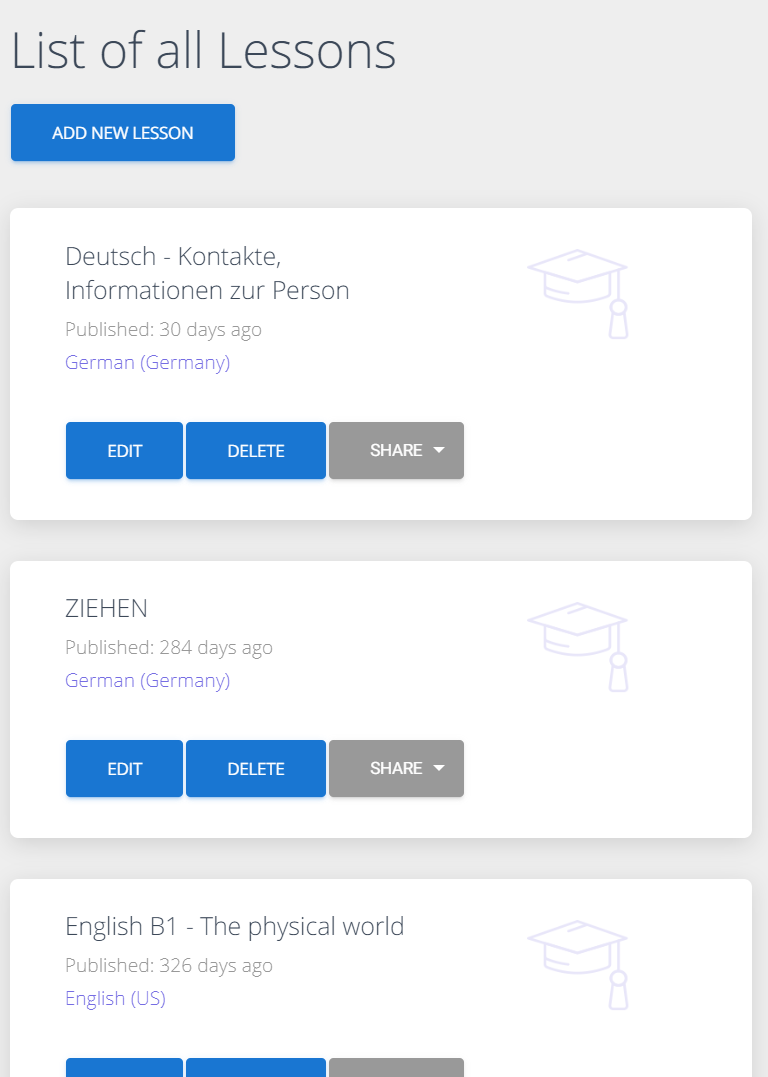 List of all Lessons
ADD NEW LESSON
Deutsch - Kontakte,
Informationen zur Person
Published: 30 days ago
German (Germany)
EDIT DELETE SHARE
ZIEHEN
Published: 284 days ago
German (Germany)
EDIT DELETE SHARE
English B1 - The physical world
Published: 326 days ago
English (US)